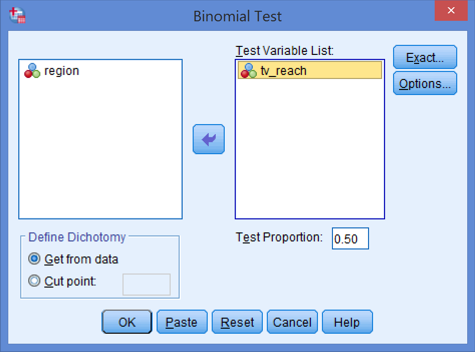 Binomial Test
Test Variable List:
region
tv_reach
Exact...
Options...
Define Dichotomy
Get from data
Cut point:
Test Proportion: 0.50
OK Paste Reset Cancel Help